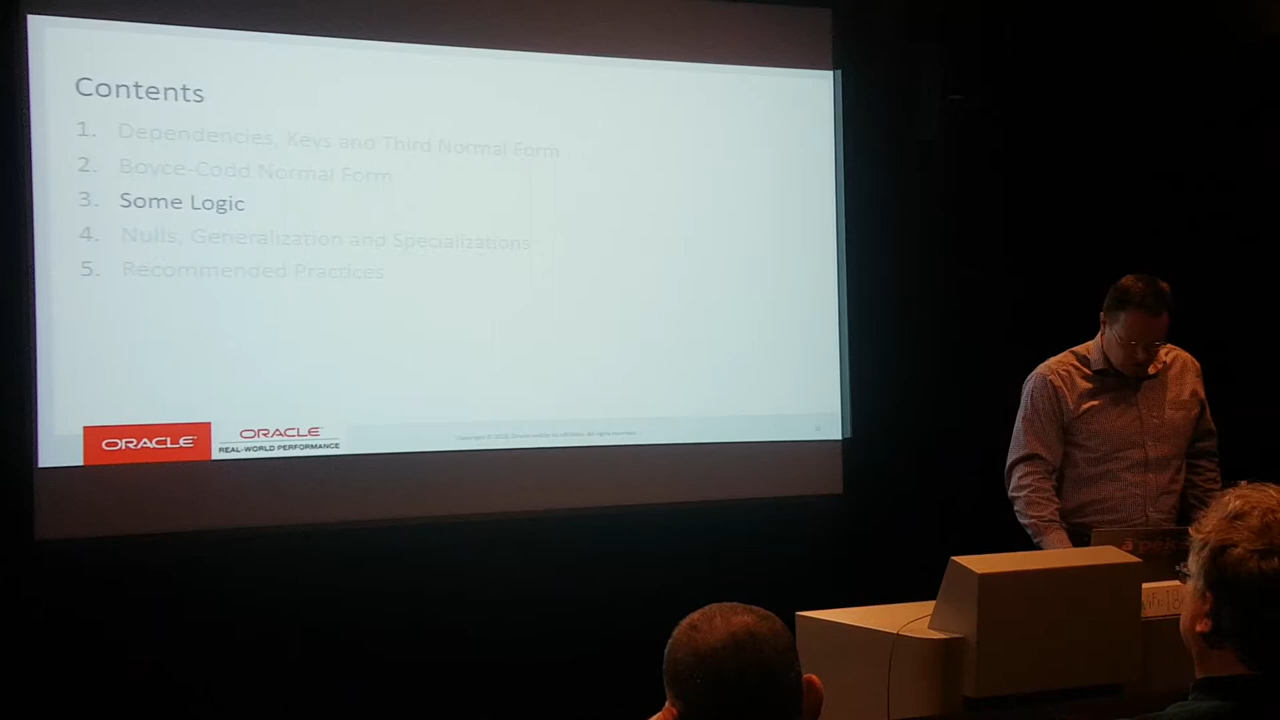 Contents
1. Dependencies, Keys and Third Normal Form
2. Boyce-Codd Normal Form
3. Some Logic
4. Nulls, Generalization and Specializations
5. Recommended Practices
ORACLE
ORACLE
REAL-WORLD PERFORMANCE